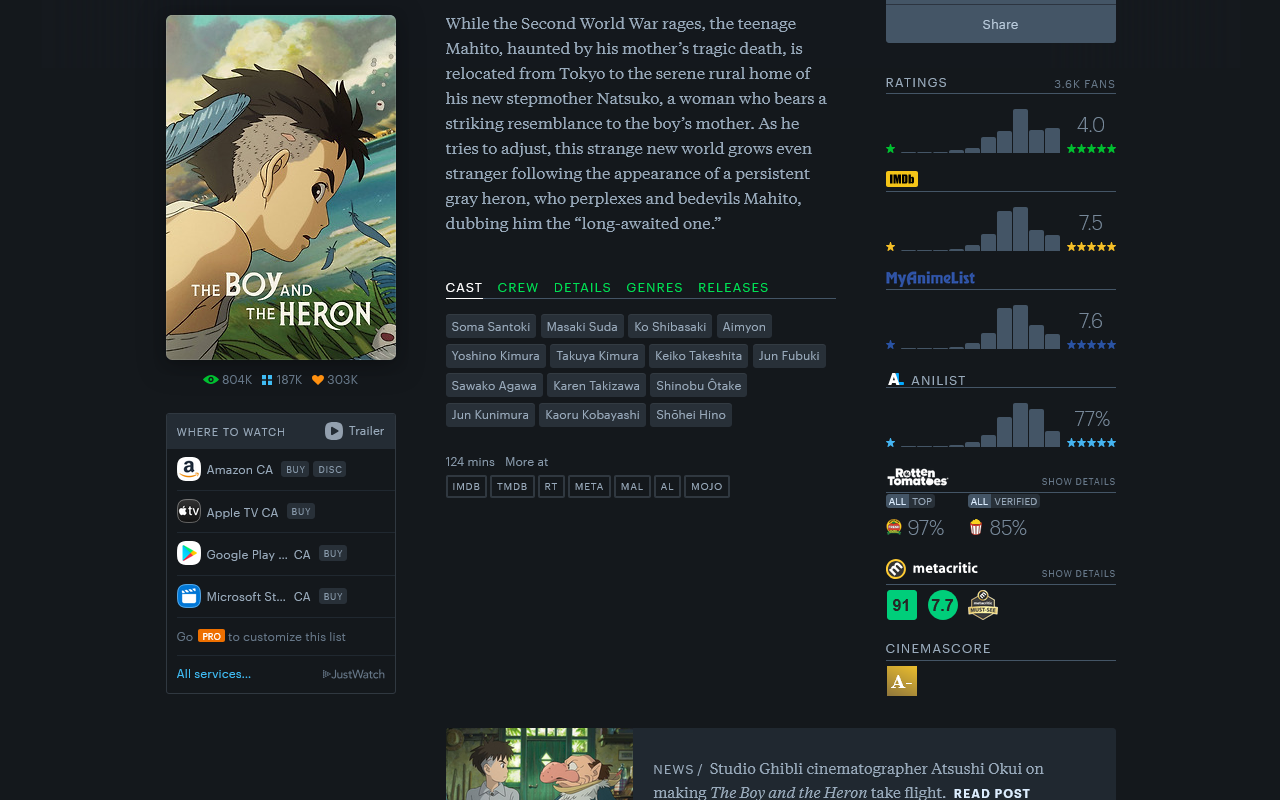 THE BOY AND
THE HERON
804K 187K 303K
WHERE TO WATCH Trailer
Amazon CA BUY DISC
Apple TV CA BUY
Google Play … CA BUY
Microsoft St… CA BUY
Go PRO to customize this list
All services… JustWatch
While the Second World War rages, the teenage
Mahito, haunted by his mother’s tragic death, is
relocated from Tokyo to the serene rural home of
his new stepmother Natsuko, a woman who bears a
striking resemblance to the boy’s mother. As he
tries to adjust, this strange new world grows even
stranger following the appearance of a persistent
gray heron, who perplexes and bedevils Mahito,
dubbing him the “long-awaited one.”
CAST CREW DETAILS GENRES RELEASES
Soma Santoki Masaki Suda Ko Shibasaki Aimyon
Yoshino Kimura Takuya Kimura Keiko Takeshita Jun Fubuki
Sawako Agawa Karen Takizawa Shinobu Ôtake
Jun Kunimura Kaoru Kobayashi Shōhei Hino
124 mins More at
IMDB TMDB RT META MAL AL MOJO
Share
RATINGS 3.6K FANS
4.0
IMDb
7.5
MyAnimeList
7.6
AL ANILIST
77%
Rotten
Tomatoes SHOW DETAILS
ALL TOP ALL VERIFIED
97% 85%
metacritic SHOW DETAILS
91 7.7 MUST-SEE
CINEMASCORE
A-
NEWS / Studio Ghibli cinematographer Atsushi Okui on
making The Boy and the Heron take flight. READ POST